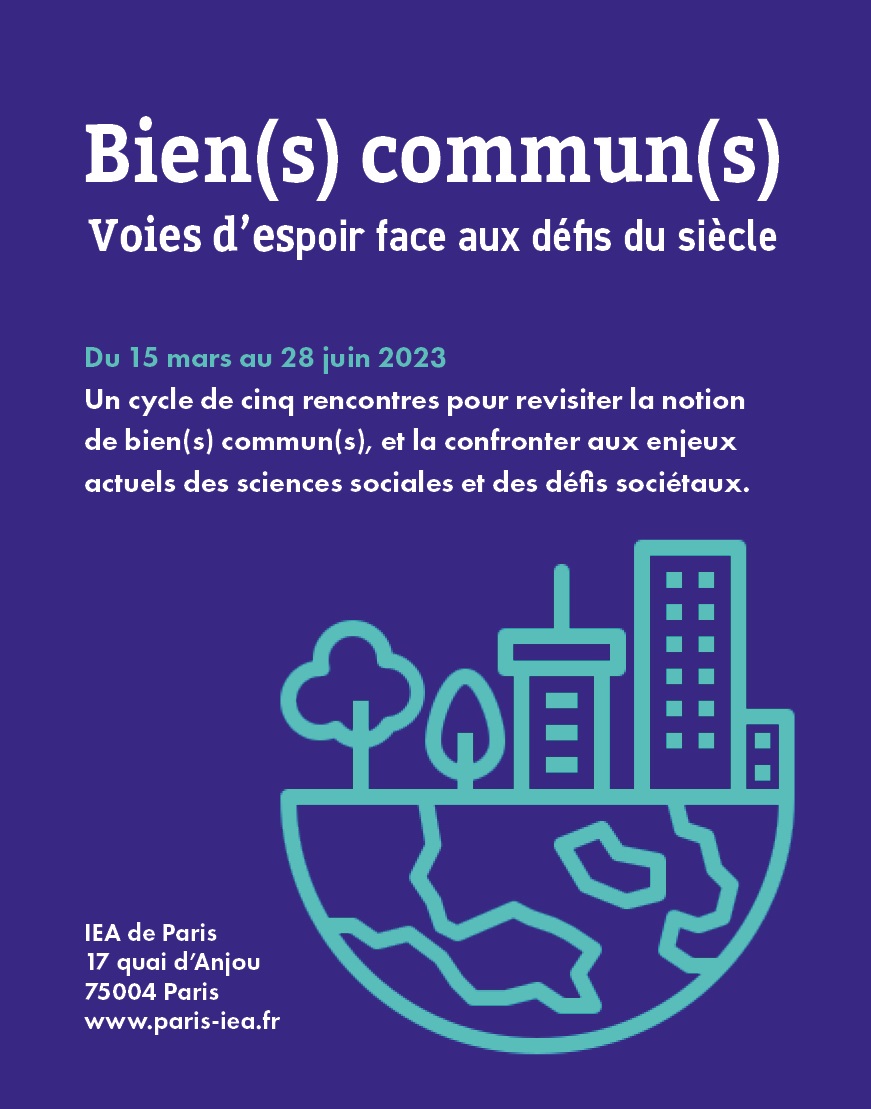 Bien(s) commun(s)
Voies d’espoir face aux défis du siècle
Du 15 mars au 28 juin 2023
Un cycle de cinq rencontres pour revisiter la notion
de bien(s) commun(s), et la confronter aux enjeux
actuels des sciences sociales et des défis sociétaux.
IEA de Paris
17 quai d’Anjou
75004 Paris
www.paris-iea.fr